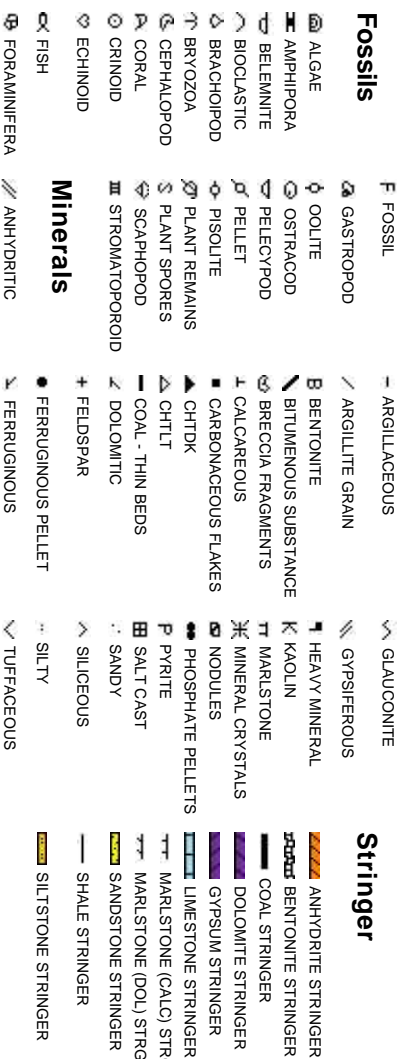 Fossils
ALGAE
AMPHIPORA
BELEMNITE
BIOCLASTIC
BRACHOIPOD
BRYOZOA
CEPHALOPOD
CORAL
CRINOID
ECHINOID
FISH
FORAMINIFERA
F FOSSIL
GASTROPOD
OOLITE
OSTRACOD
PELECYPOD
PELLET
PISOLITE
PLANT REMAINS
PLANT SPORES
SCAPHOPOD
STROMATOPOROID
Minerals
ANHYDRITIC
ARGILLACEOUS
ARGILLITE GRAIN
B BENTONITE
BITUMENOUS SUBSTANCE
BRECCIA FRAGMENTS
CALCAREOUS
CARBONACEOUS FLAKES
CHTDK
CHTLT
COAL - THIN BEDS
DOLOMITIC
FELDSPAR
FERRUGINOUS PELLET
FERRUGINOUS
GLAUCONITE
GYPSIFEROUS
HEAVY MINERAL
K KAOLIN
MARLSTONE
MINERAL CRYSTALS
NODULES
PHOSPHATE PELLETS
P PYRITE
SALT CAST
SANDY
SILICEOUS
SILTY
TUFFACEOUS
Stringer
ANHYDRITE STRINGER
BENTONITE STRINGER
COAL STRINGER
DOLOMITE STRINGER
GYPSUM STRINGER
LIMESTONE STRINGER
MARLSTONE (CALC) STR
MARLSTONE (DOL) STRG
SANDSTONE STRINGER
SHALE STRINGER
SILTSTONE STRINGER